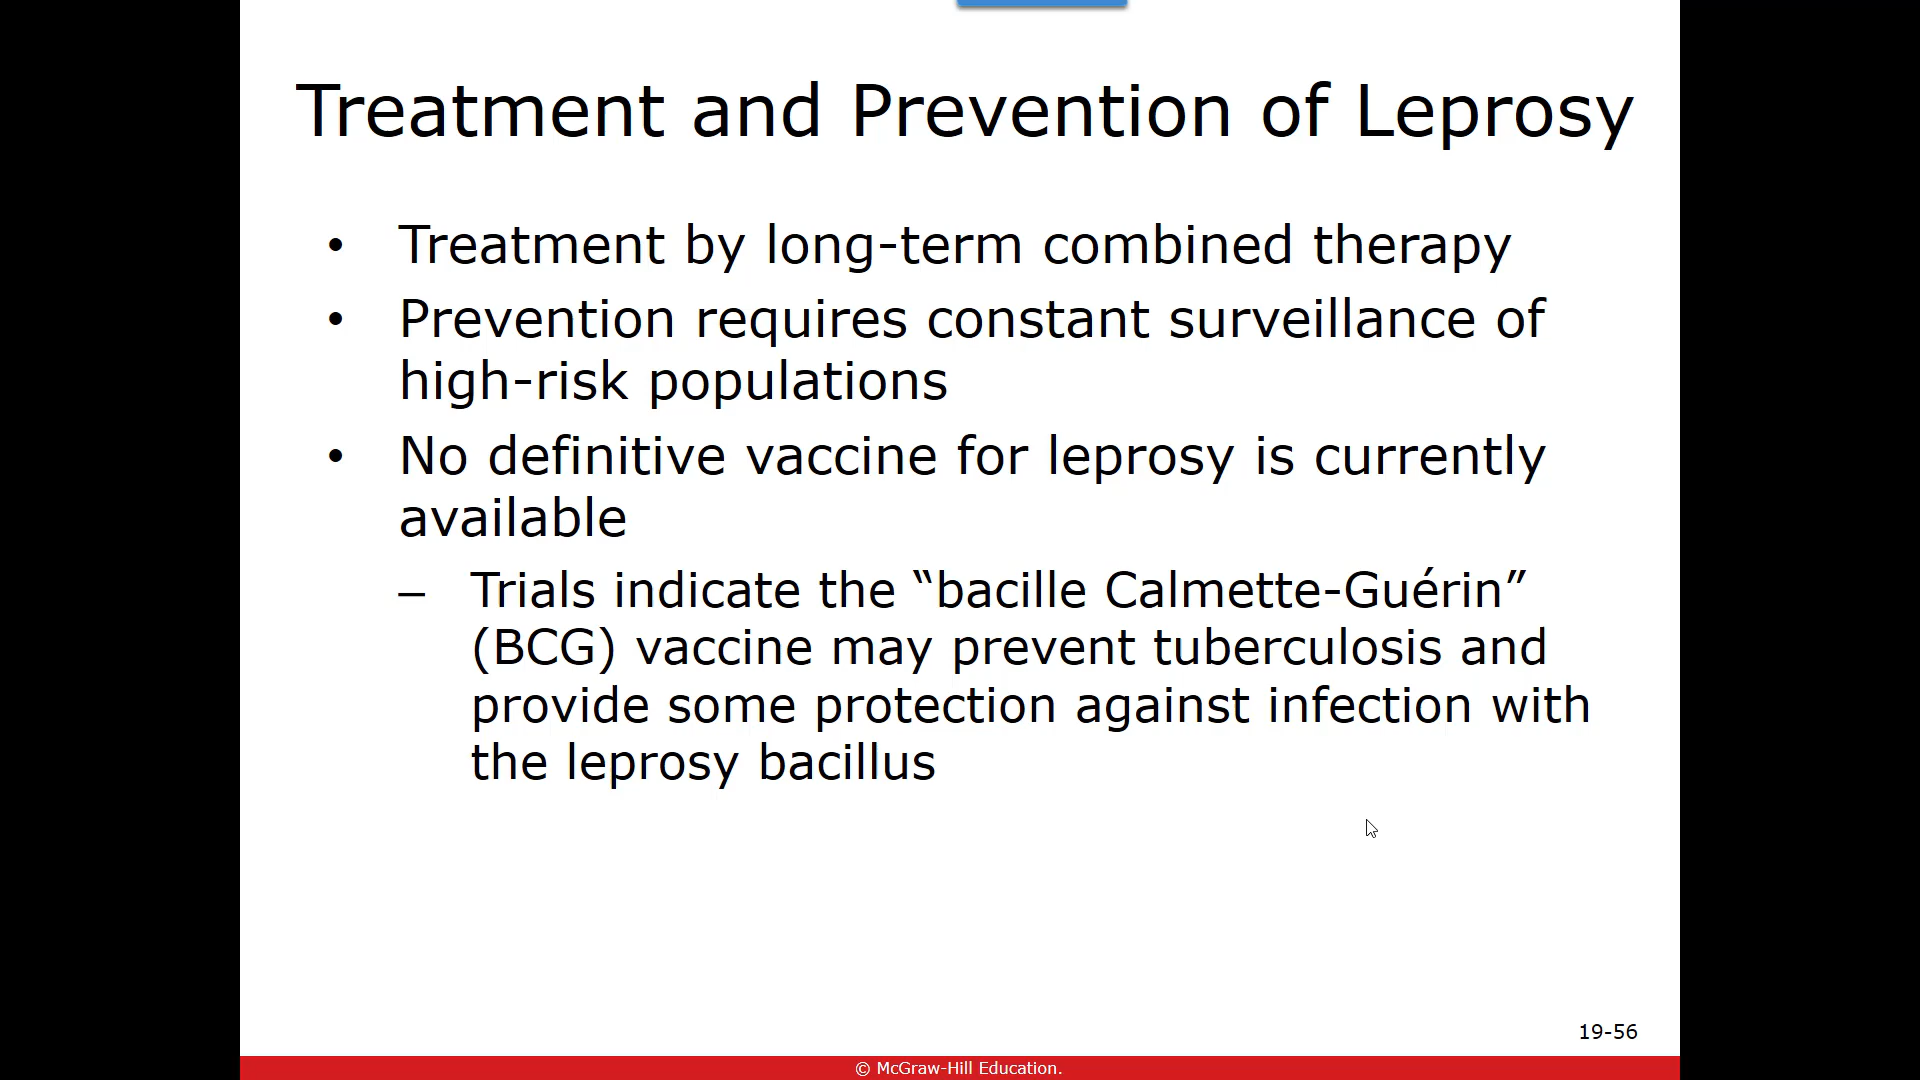 Treatment and Prevention of Leprosy
• Treatment by long-term combined therapy
• Prevention requires constant surveillance of
high-risk populations
• No definitive vaccine for leprosy is currently
available
– Trials indicate the “bacille Calmette-Guérin”
(BCG) vaccine may prevent tuberculosis and
provide some protection against infection with
the leprosy bacillus
19-56
© McGraw-Hill Education.